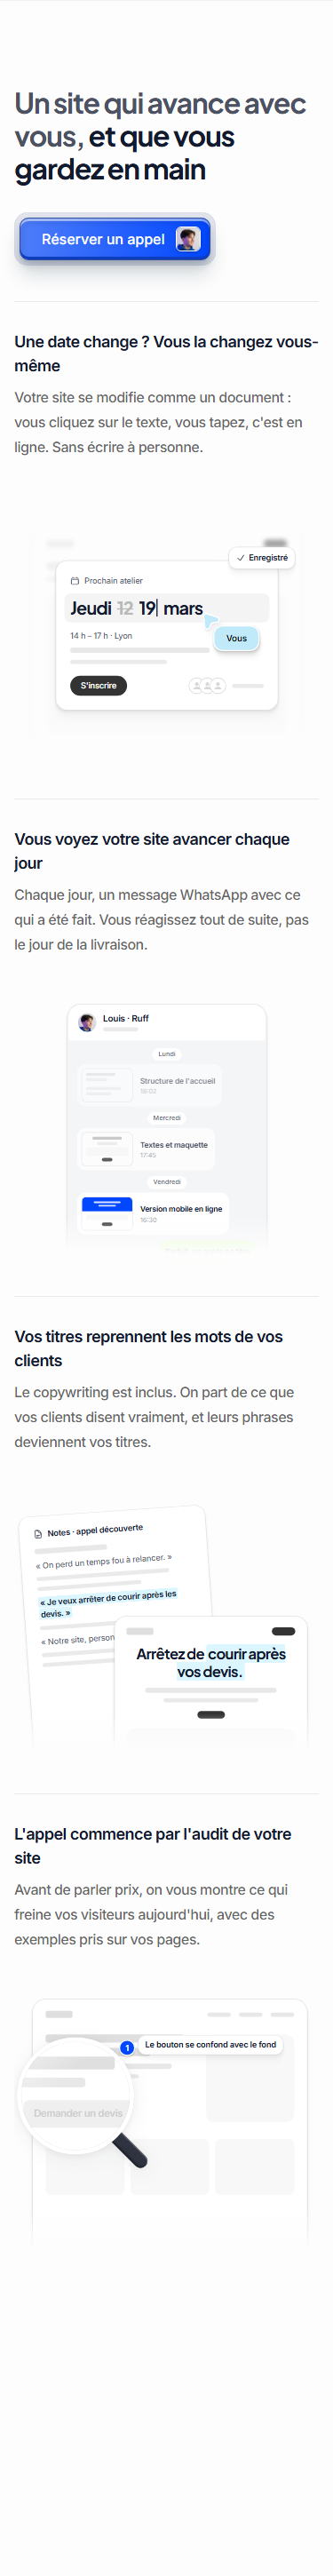 Un site qui avance avec
vous, et que vous
gardez en main
Réserver un appel
Une date change ? Vous la changez vous-
même
Votre site se modifie comme un document :
vous cliquez sur le texte, vous tapez, c'est en
ligne. Sans écrire à personne.
Enregistré
Prochain atelier
Jeudi 12 19 mars
14 h – 17 h · Lyon
Vous
S'inscrire
Vous voyez votre site avancer chaque
jour
Chaque jour, un message WhatsApp avec ce
qui a été fait. Vous réagissez tout de suite, pas
le jour de la livraison.
Louis · Ruff
Lundi
Structure de l'accueil
18:02
Mercredi
Textes et maquette
17:45
Vendredi
Version mobile en ligne
16:30
Vos titres reprennent les mots de vos
clients
Le copywriting est inclus. On part de ce que
vos clients disent vraiment, et leurs phrases
deviennent vos titres.
Notes · appel découverte
« On perd un temps fou à relancer. »
« Je veux arrêter de courir après les
devis. »
« Notre site, person
Arrêtez de courir après
vos devis.
L'appel commence par l'audit de votre
site
Avant de parler prix, on vous montre ce qui
freine vos visiteurs aujourd'hui, avec des
exemples pris sur vos pages.
1
Le bouton se confond avec le fond
Demander un devis